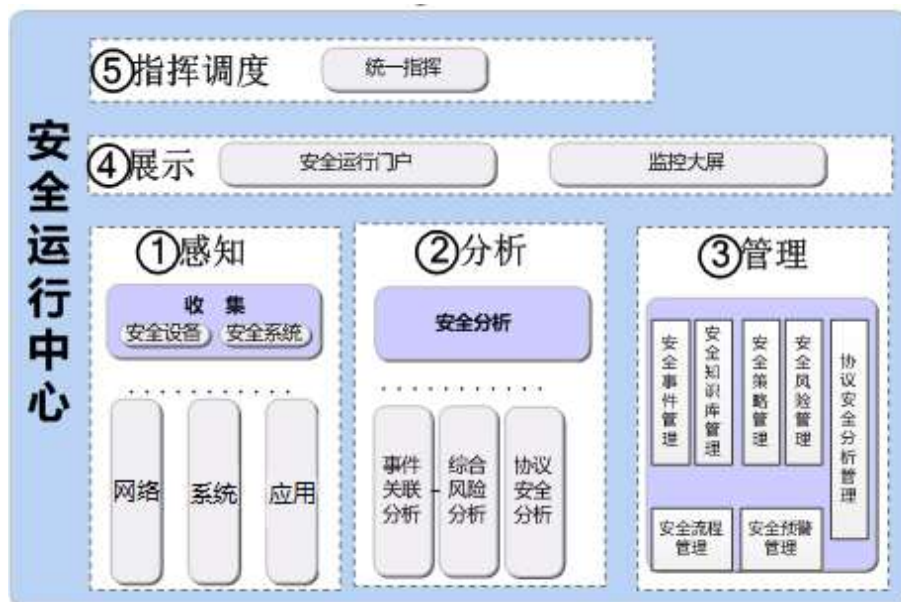 安全运行中心
⑤指挥调度
统一指挥
④展示
安全运行门户
监控大屏
①感知
收 集
安全设备
安全系统
网络
系统
应用
②分析
安全分析
事件
关联
分析
综合
风险
分析
协议
安全
分析
③管理
安全事件管理
安全知识库管理
安全策略管理
安全风险管理
协议安全分析管理
安全流程
管理
安全预警
管理